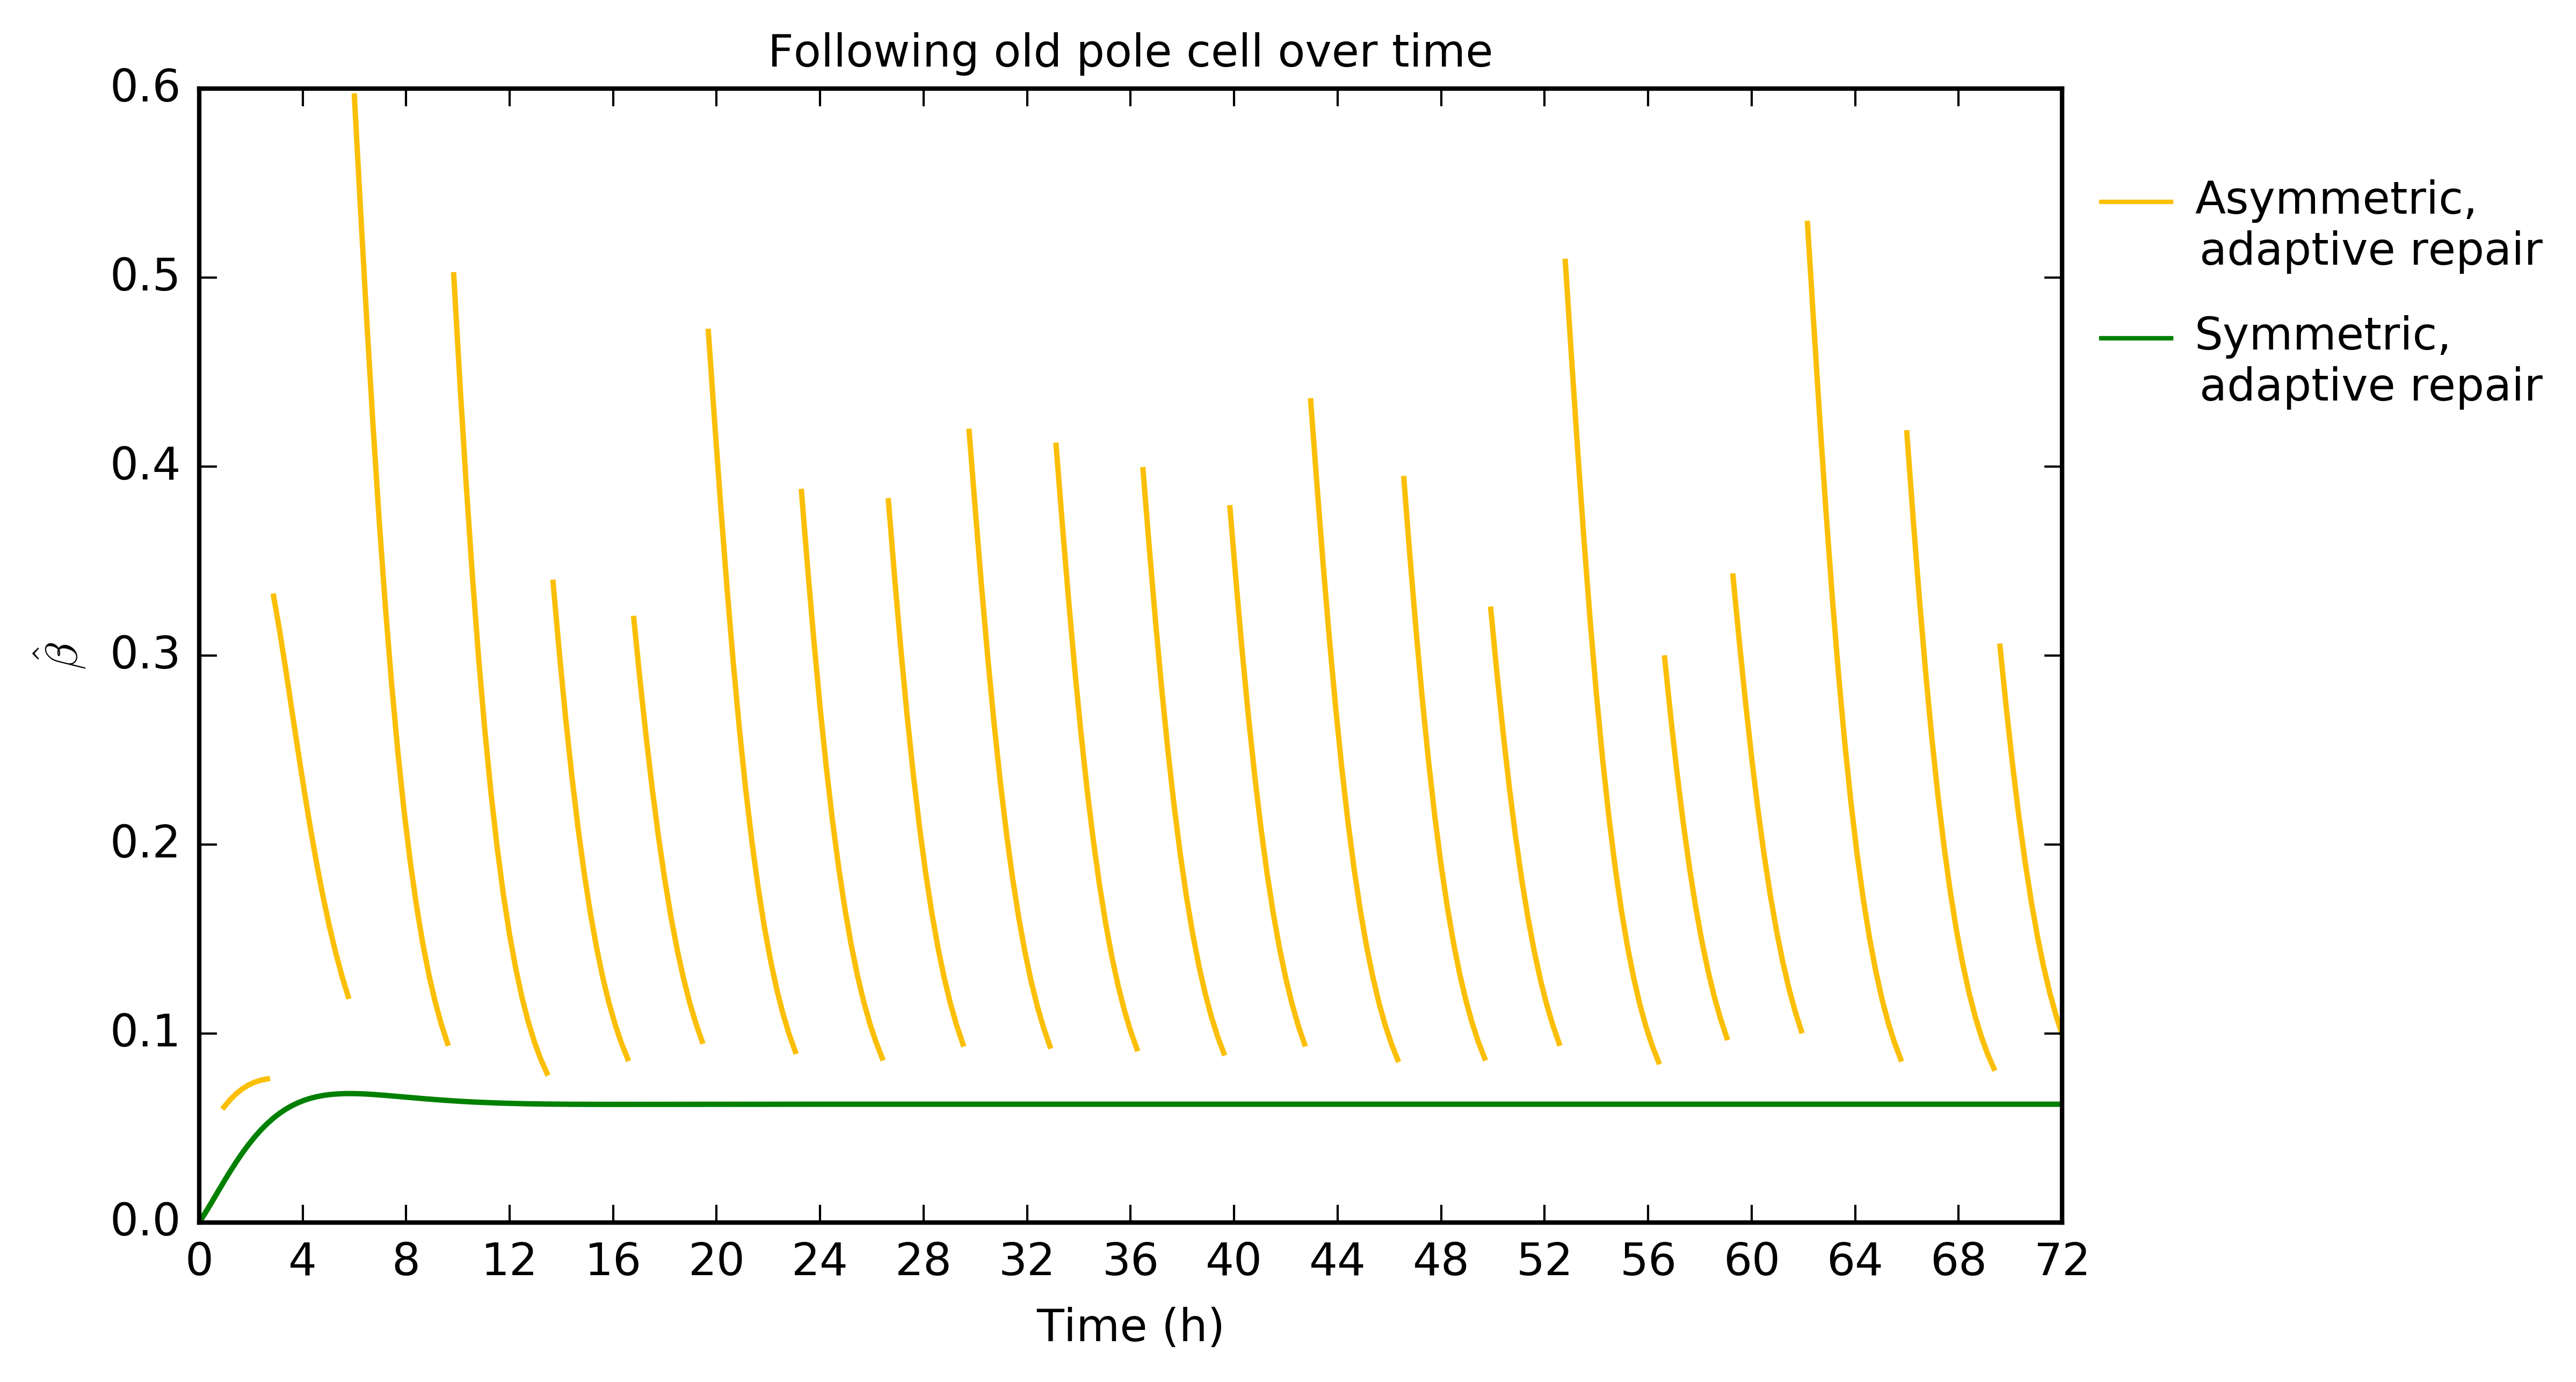 Following old pole cell over time
0.6
0.5
0.4
0.3
0.2
0.1
0.0
β̂
0 4 8 12 16 20 24 28 32 36 40 44 48 52 56 60 64 68 72
Time (h)
Asymmetric,
adaptive repair
Symmetric,
adaptive repair